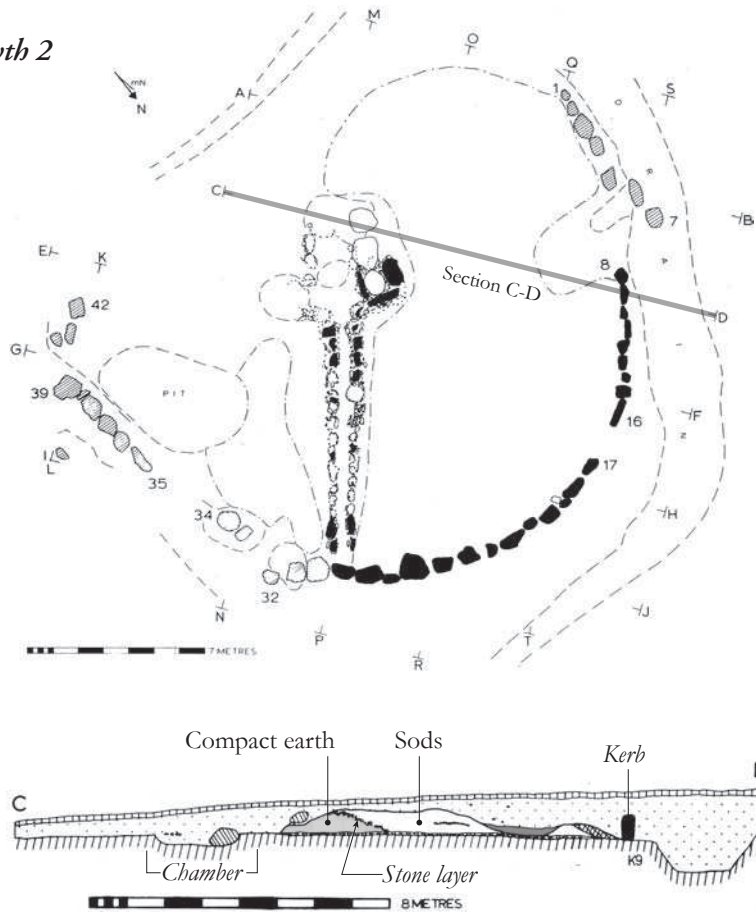 wth 2
M
O
Q
S
mN
N
A
1
C
7
B
E
K
8
Section C-D
D
42
G
39
PIT
16
F
17
L
35
34
H
N
32
J
P
T
R
7 METRES
Compact earth
Sods
Kerb
C
Chamber
Stone layer
K9
8 METRES